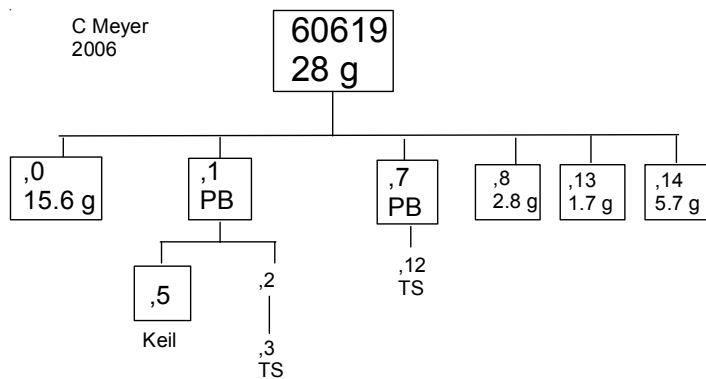 C Meyer
2006
60619
28 g
,0
15.6 g
,1
PB
,7
PB
,8
2.8 g
,13
1.7 g
,14
5.7 g
,5
Keil
,2
,3
TS
,12
TS